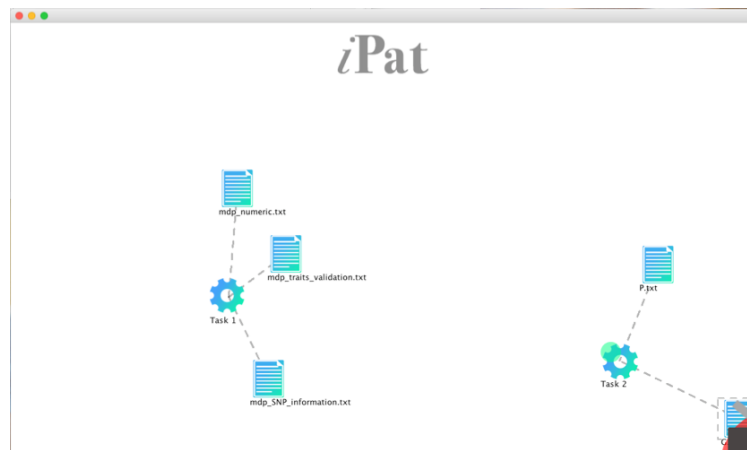 iPat
mdp_numeric.txt
mdp_traits_validation.txt
P.txt
Task 1
Task 2
mdp_SNP_information.txt